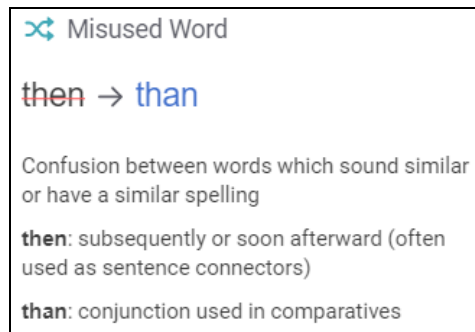 Misused Word
then → than
Confusion between words which sound similar
or have a similar spelling
then: subsequently or soon afterward (often
used as sentence connectors)
than: conjunction used in comparatives